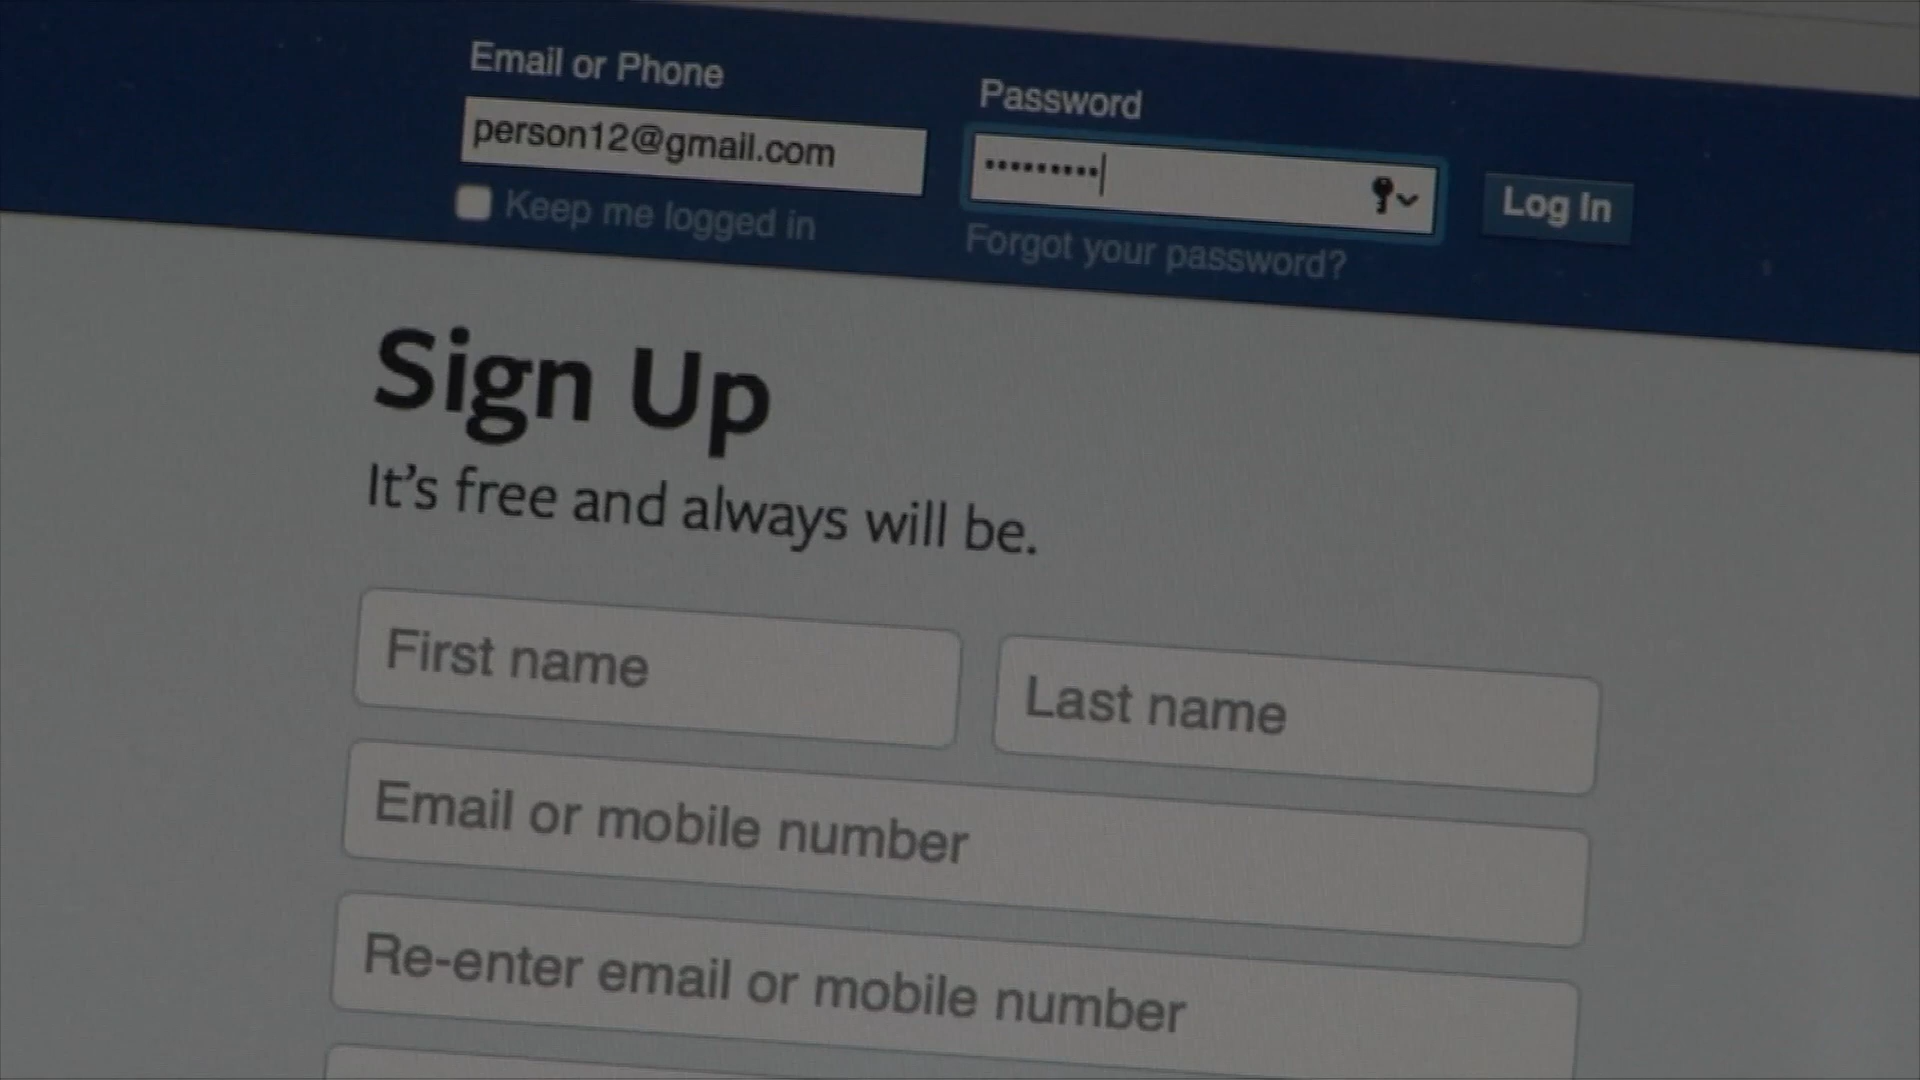 Email or Phone
Password
person12@gmail.com
•••••••••
Log In
Keep me logged in
Forgot your password?
Sign Up
It's free and always will be.
First name
Last name
Email or mobile number
Re-enter email or mobile number